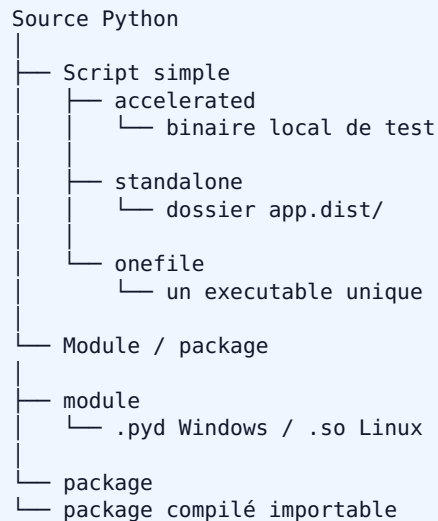 Source Python
│
├── Script simple
│   ├── accelerated
│   │   └── binaire local de test
│   │
│   ├── standalone
│   │   └── dossier app.dist/
│   │
│   └── onefile
│       └── un executable unique
│
└── Module / package
│
├── module
│   └── .pyd Windows / .so Linux
│
└── package
└── package compilé importable